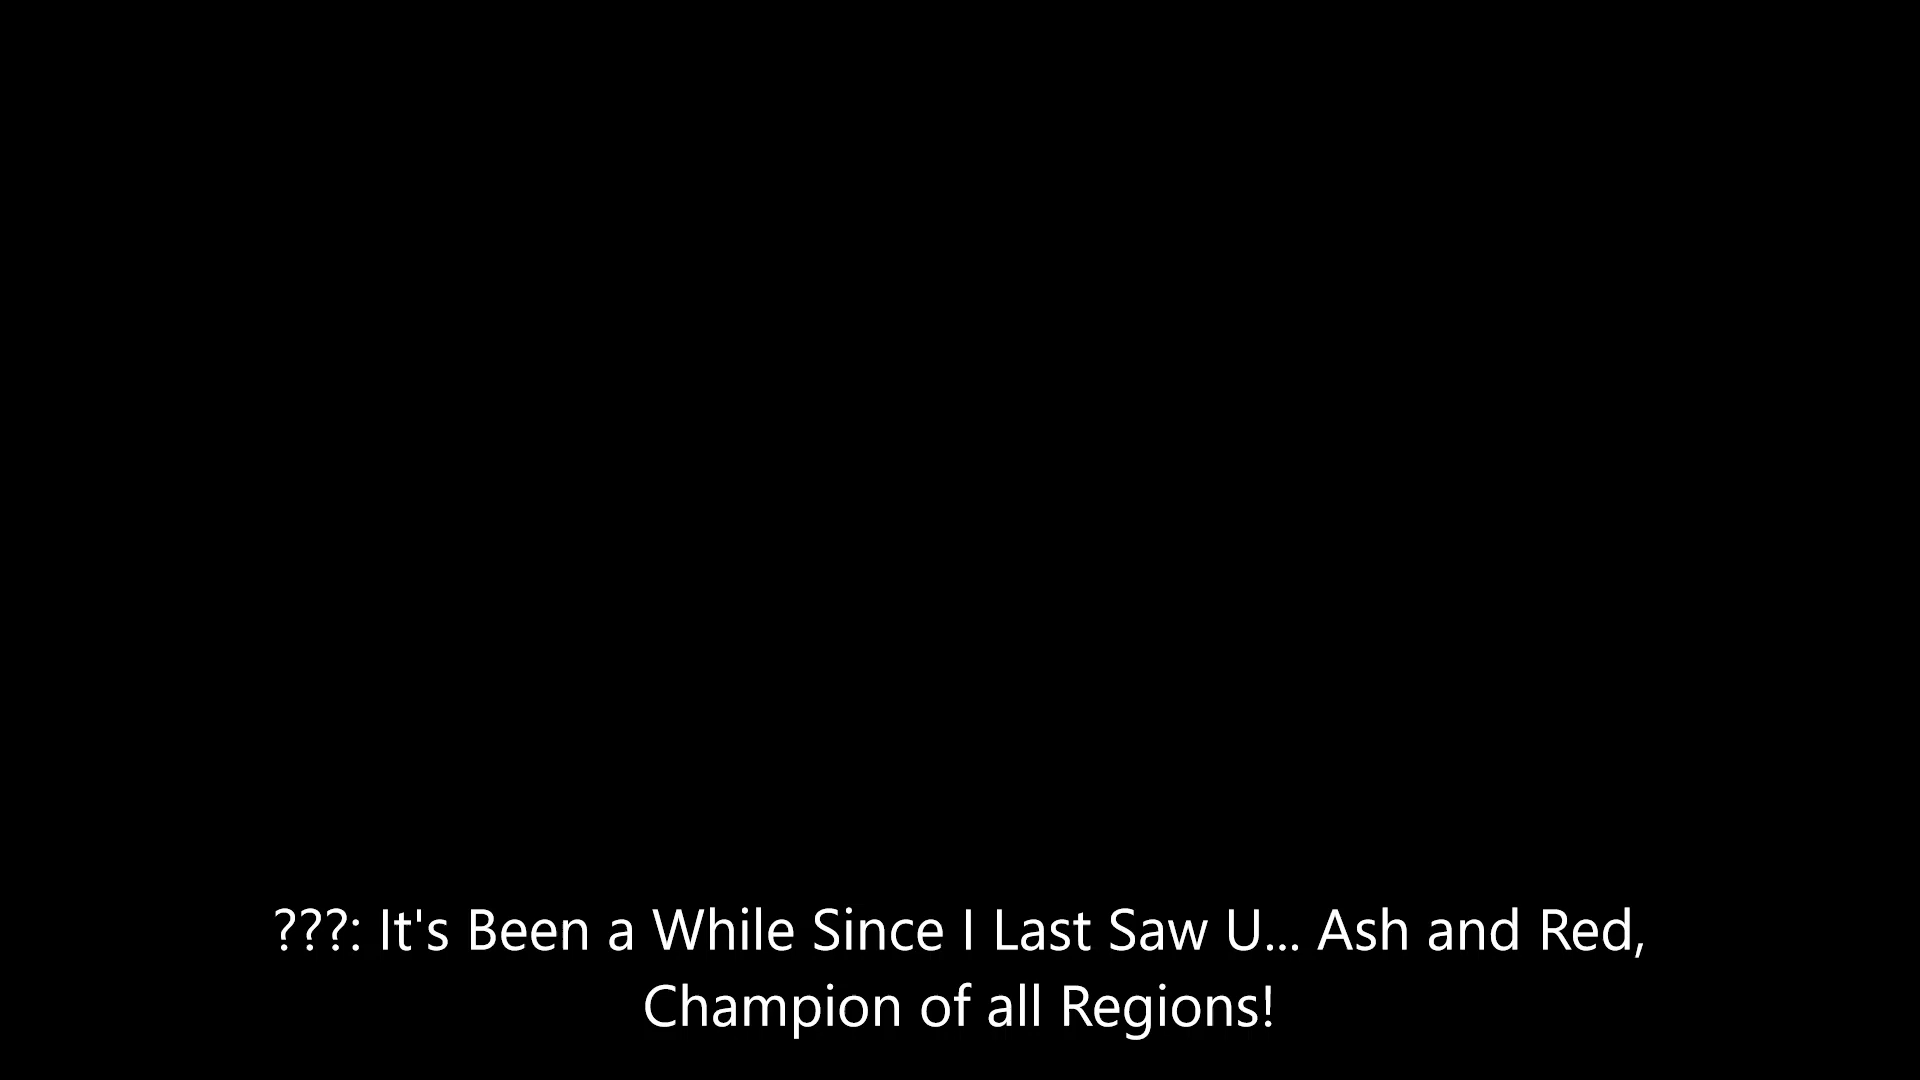 ???: It's Been a While Since I Last Saw U... Ash and Red,
Champion of all Regions!